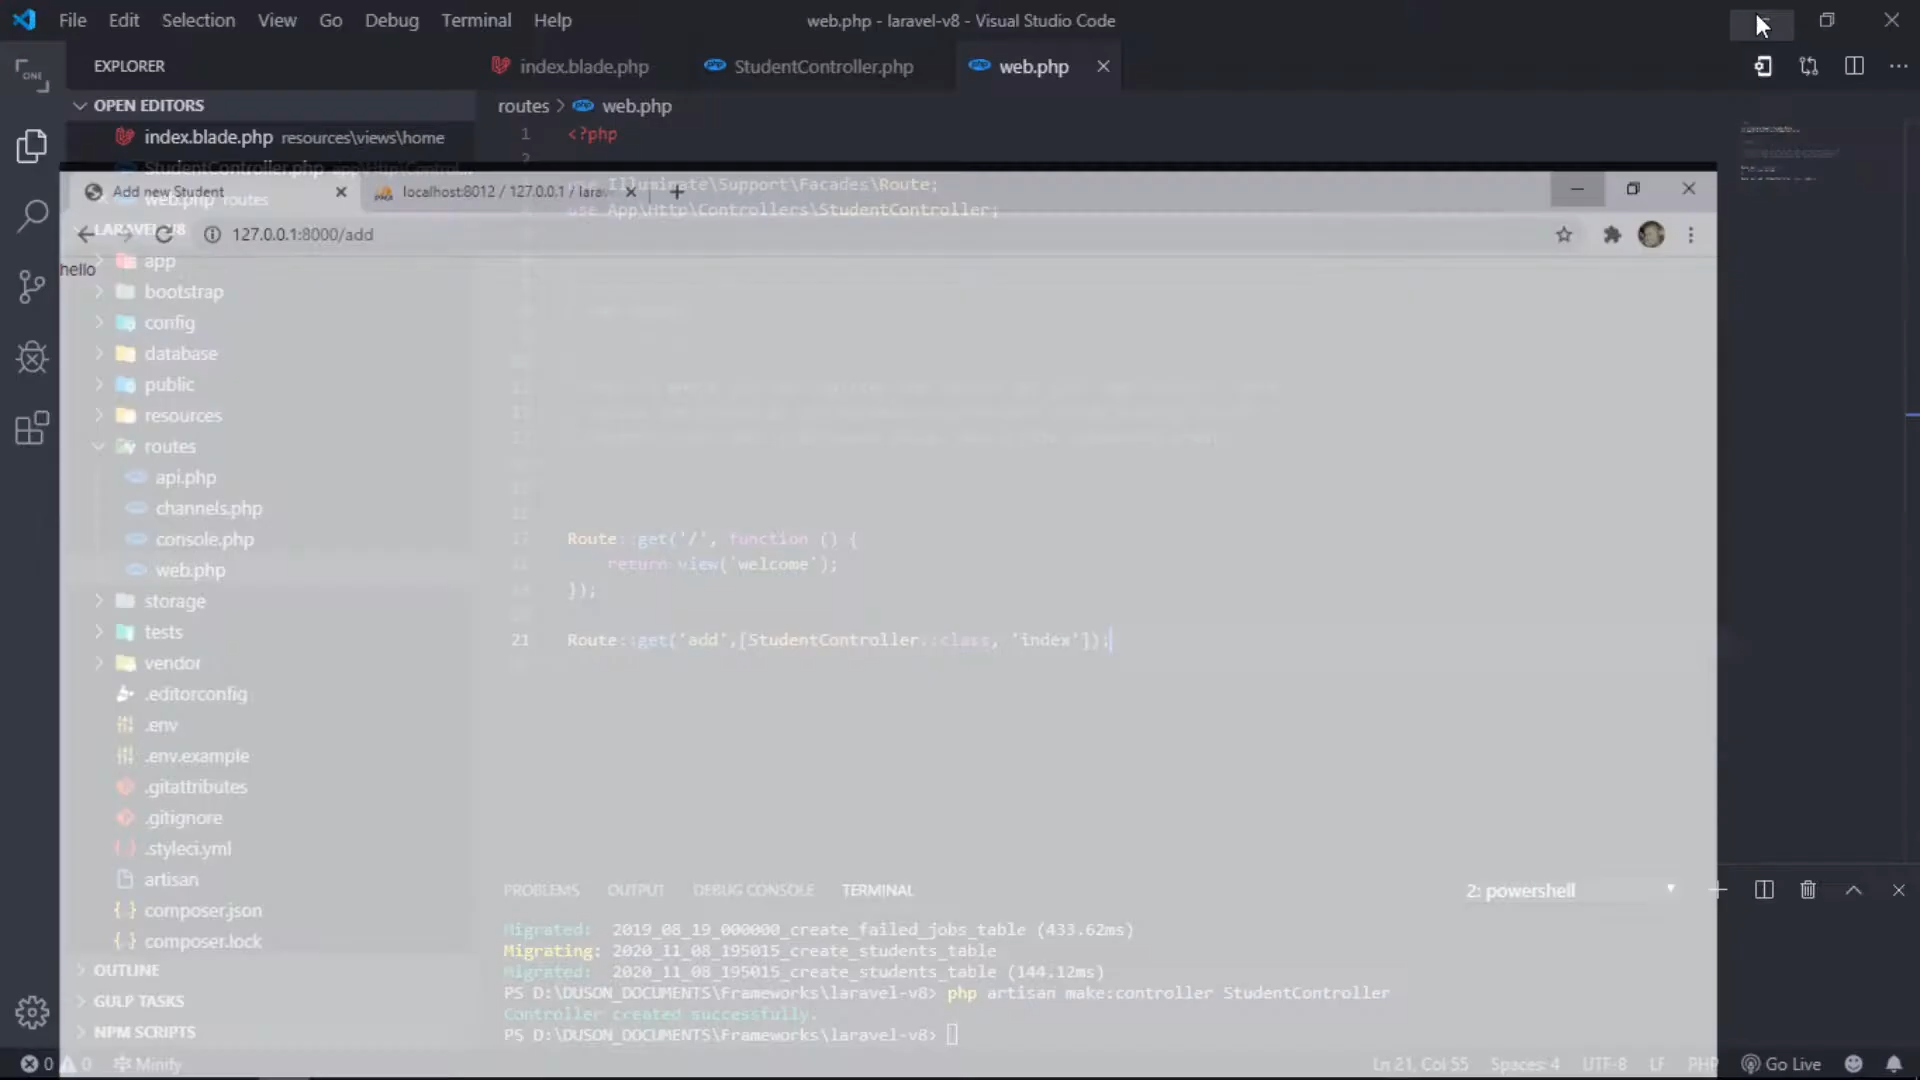 File Edit Selection View Go Debug Terminal Help
web.php - laravel-v8 - Visual Studio Code
ONE
EXPLORER
index.blade.php
StudentController.php
web.php
OPEN EDITORS
routes > web.php
index.blade.php resources\views\home
1 <?php
2
StudentController.php app\Http\Control...
web.php routes
Add new Student
localhost:8012 / 127.0.0.1 / lara
use Illuminate\Support\Facades\Route;
use App\Http\Controllers\StudentController;
LARAVEL-V8
127.0.0.1:8000/add
hello
app
bootstrap
config
database
public
resources
routes
api.php
channels.php
console.php
web.php
storage
tests
vendor
.editorconfig
.env
.env.example
.gitattributes
.gitignore
.styleci.yml
artisan
composer.json
composer.lock
OUTLINE
GULP TASKS
NPM SCRIPTS
17 Route::get('/', function () {
return view('welcome');
});
21 Route::get('add',[StudentController::class, 'index']);
PROBLEMS OUTPUT DEBUG CONSOLE TERMINAL
2: powershell
Migrated: 2019_08_19_000000_create_failed_jobs_table (433.62ms)
Migrating: 2020_11_08_195015_create_students_table
Migrated: 2020_11_08_195015_create_students_table (144.12ms)
PS D:\DUSON_DOCUMENTS\Frameworks\laravel-v8> php artisan make:controller StudentController
Controller created successfully.
PS D:\DUSON_DOCUMENTS\Frameworks\laravel-v8>
0 0 Minify
Ln 21, Col 55 Spaces: 4 UTF-8 LF PHP Go Live